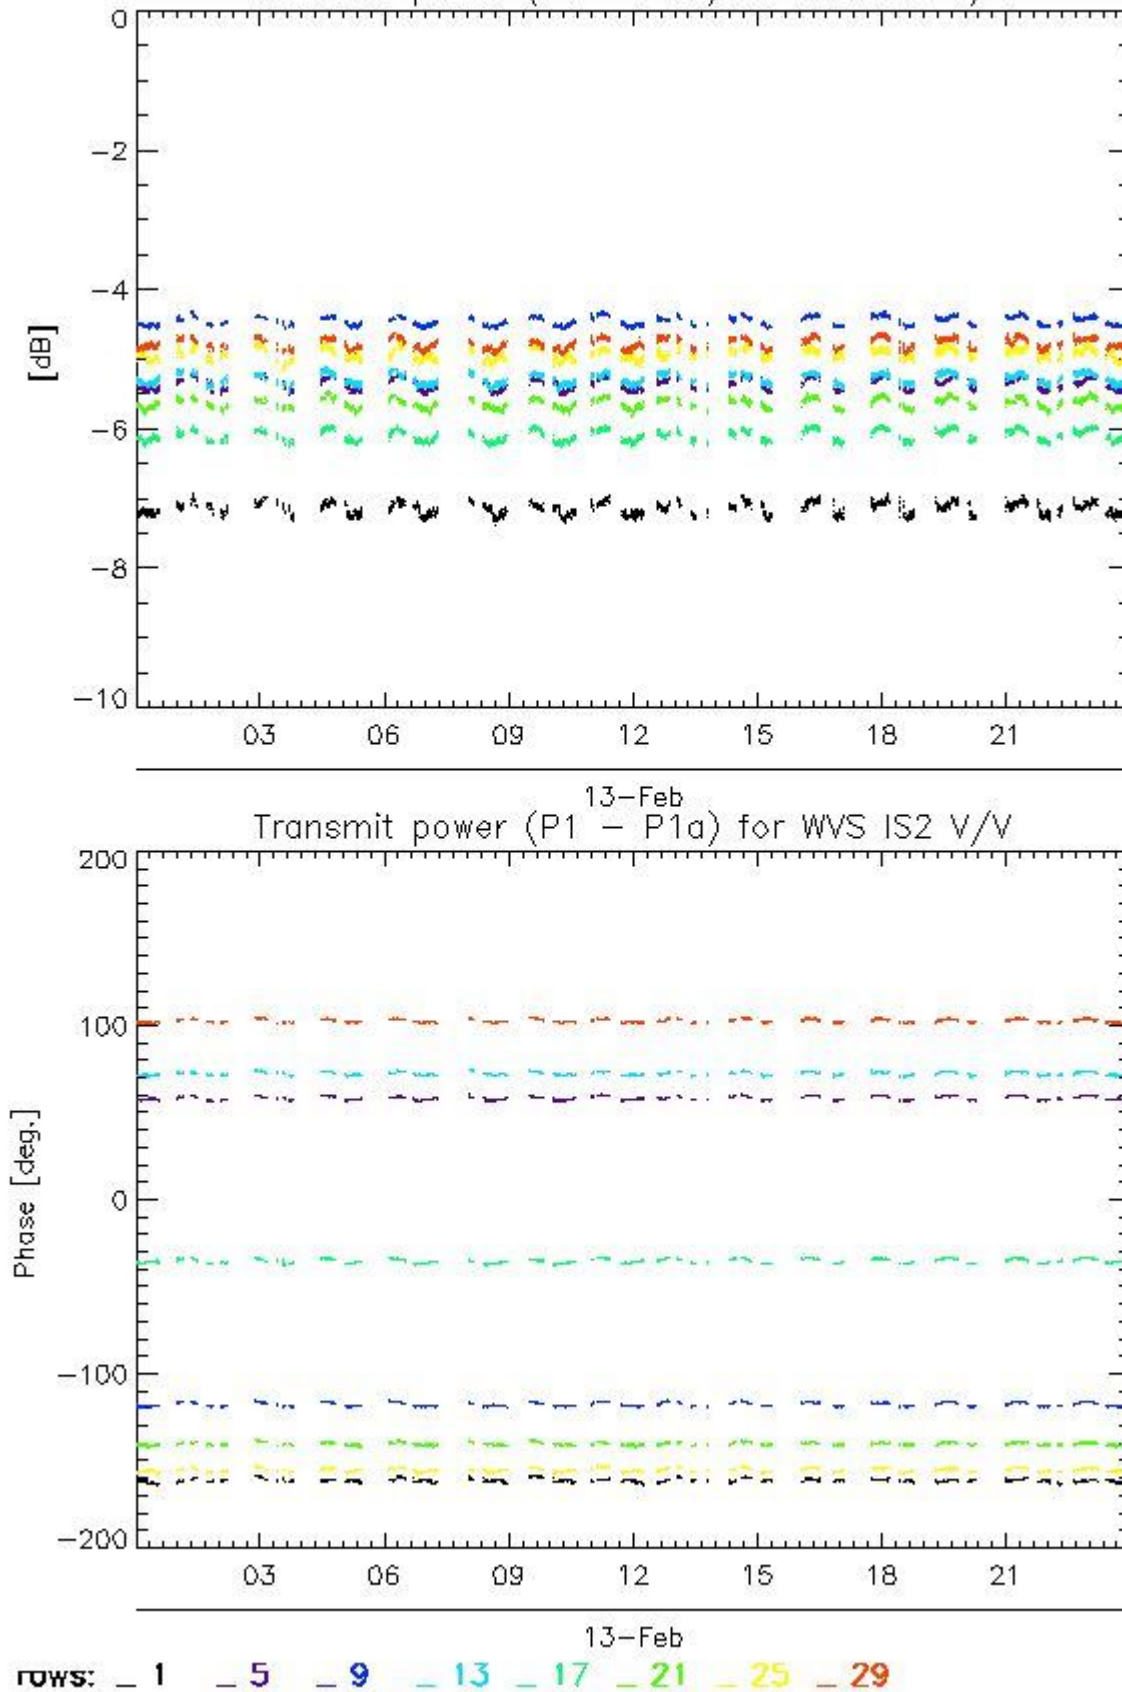 0
-2
-4
[dB]
-6
-8
-10
03 06 09 12 15 18 21
13-Feb
Transmit power (P1 - P1a) for WVS IS2 V/V
200
100
Phase [deg.]
0
-100
-200
03 06 09 12 15 18 21
13-Feb
rows: _ 1 _ 5 _ 9 _ 13 _ 17 _ 21 _ 25 _ 29